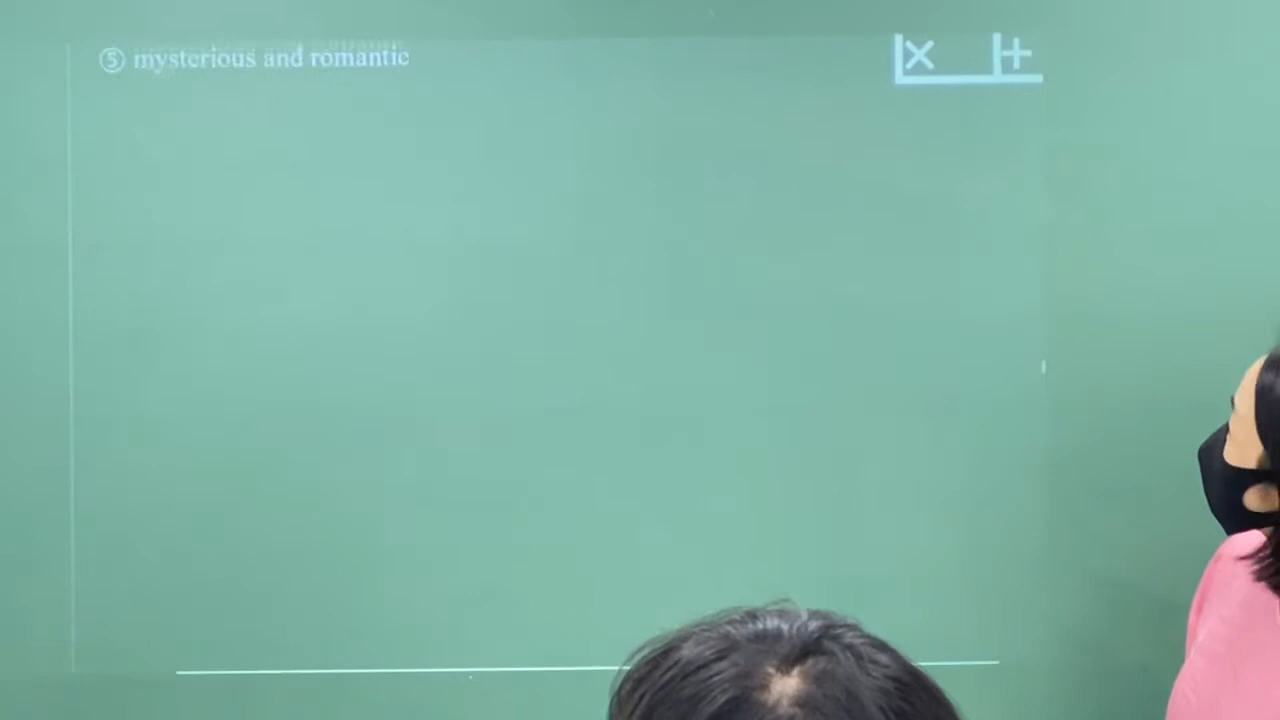 ⑤ mysterious and romantic
× +